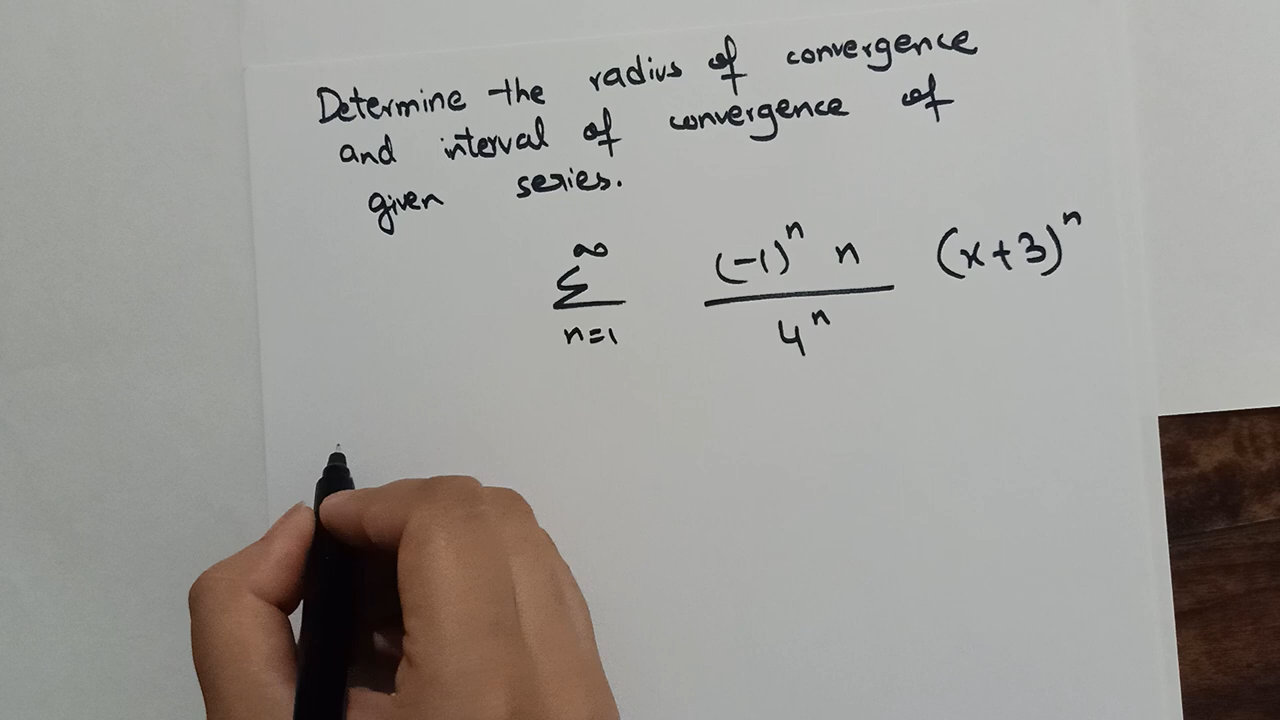 Determine the radius of convergence
and interval of convergence of
given series.
∞
∑ (-1)^n n / 4^n (x+3)^n
n=1